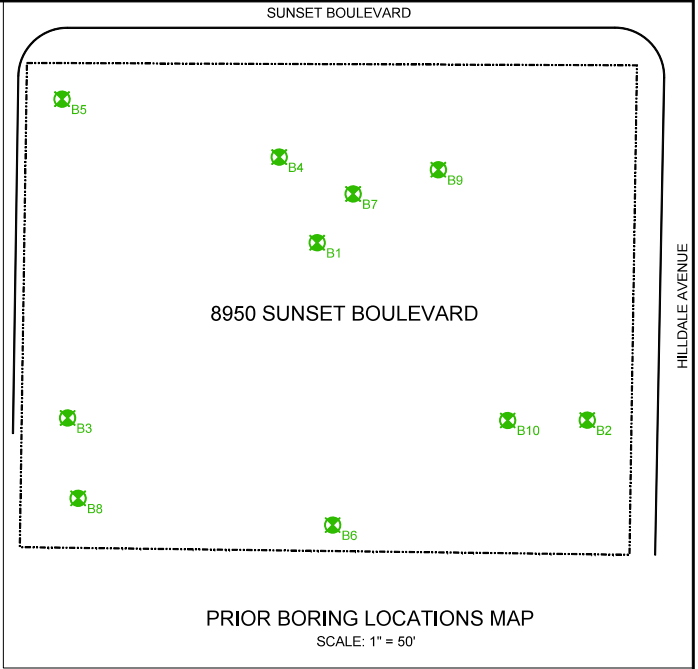 SUNSET BOULEVARD
B5
B4
B9
B7
B1
HILLDALE AVENUE
8950 SUNSET BOULEVARD
B3
B10
B2
B8
B6
PRIOR BORING LOCATIONS MAP
SCALE: 1" = 50'